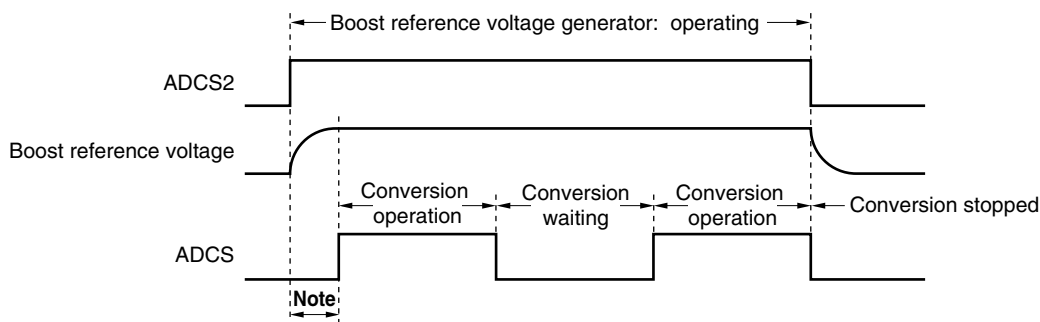 Boost reference voltage generator: operating
ADCS2
Boost reference voltage
Conversion
operation
Conversion
waiting
Conversion
operation
Conversion stopped
ADCS
Note